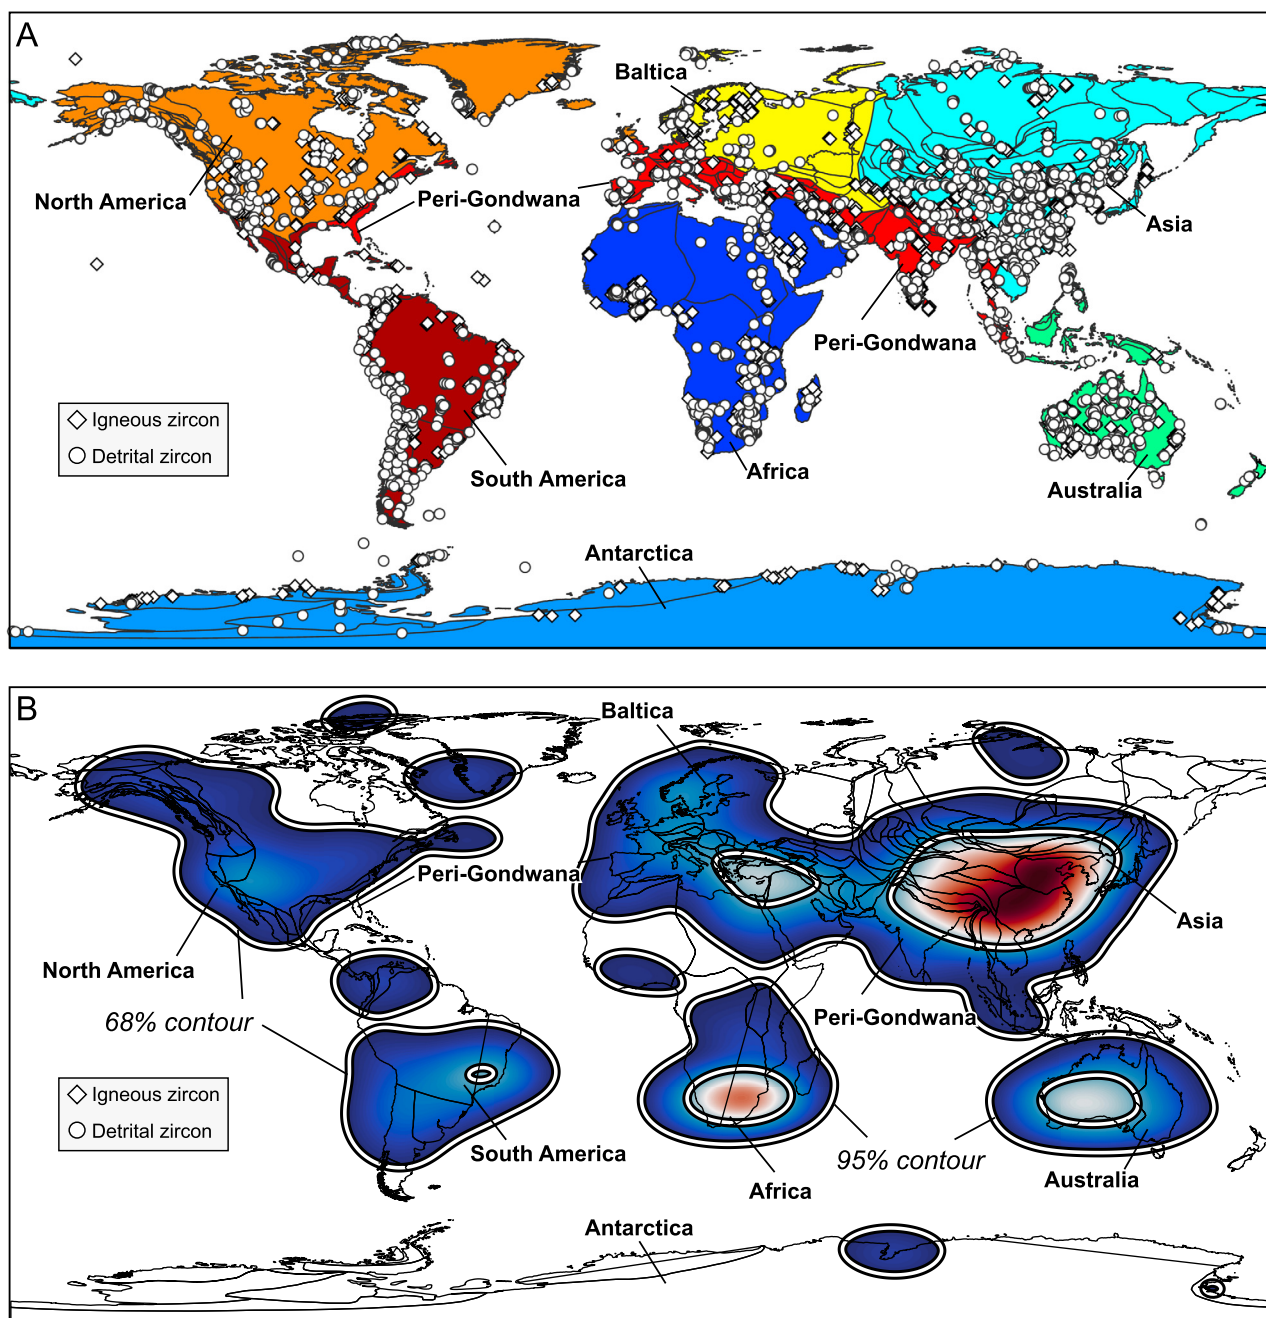 A
Baltica
North America
Peri-Gondwana
Asia
Peri-Gondwana
Igneous zircon
Detrital zircon
South America
Africa
Australia
Antarctica
B
Baltica
Peri-Gondwana
Asia
North America
68% contour
Peri-Gondwana
Igneous zircon
Detrital zircon
South America
95% contour
Africa
Australia
Antarctica